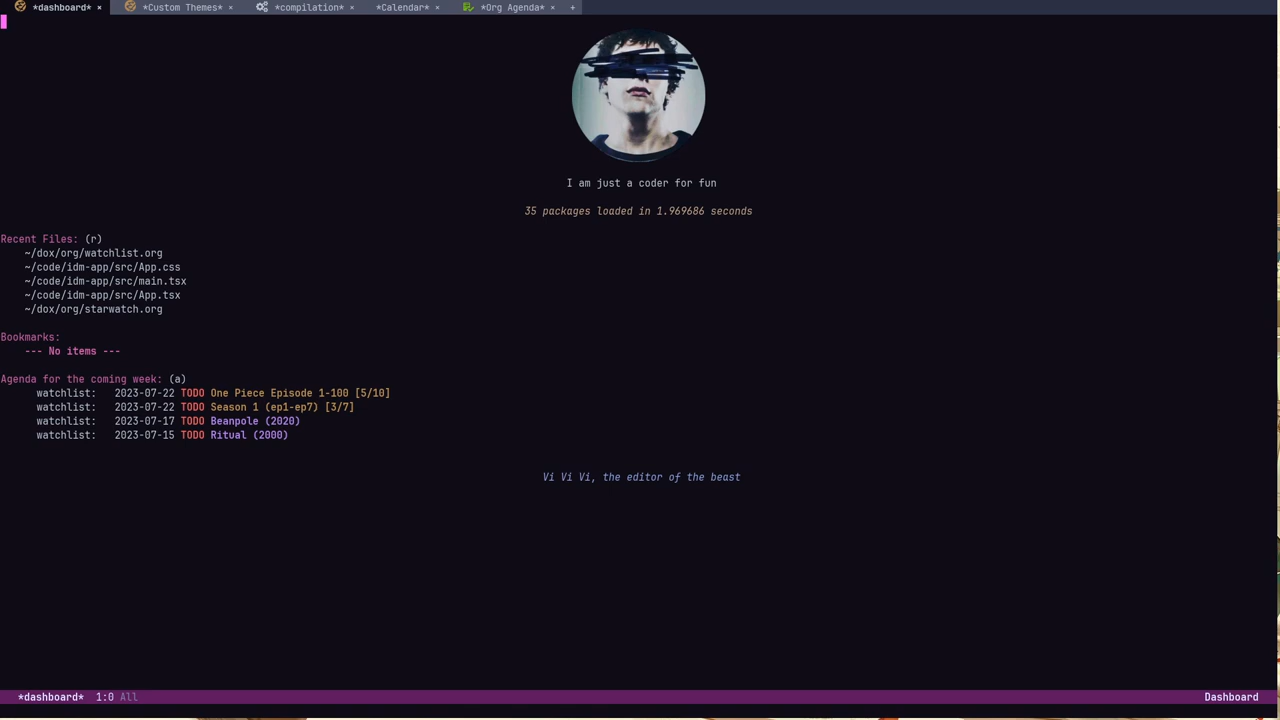 *dashboard* × *Custom Themes* × *compilation* × *Calendar* × *Org Agenda* × +
I am just a coder for fun
35 packages loaded in 1.969686 seconds
Recent Files: (r)
~/dox/org/watchlist.org
~/code/idm-app/src/App.css
~/code/idm-app/src/main.tsx
~/code/idm-app/src/App.tsx
~/dox/org/starwatch.org
Bookmarks:
--- No items ---
Agenda for the coming week: (a)
watchlist: 2023-07-22 TODO One Piece Episode 1-100 [5/10]
watchlist: 2023-07-22 TODO Season 1 (ep1-ep7) [3/7]
watchlist: 2023-07-17 TODO Beanpole (2020)
watchlist: 2023-07-15 TODO Ritual (2000)
Vi Vi Vi, the editor of the beast
*dashboard* 1:0 All Dashboard